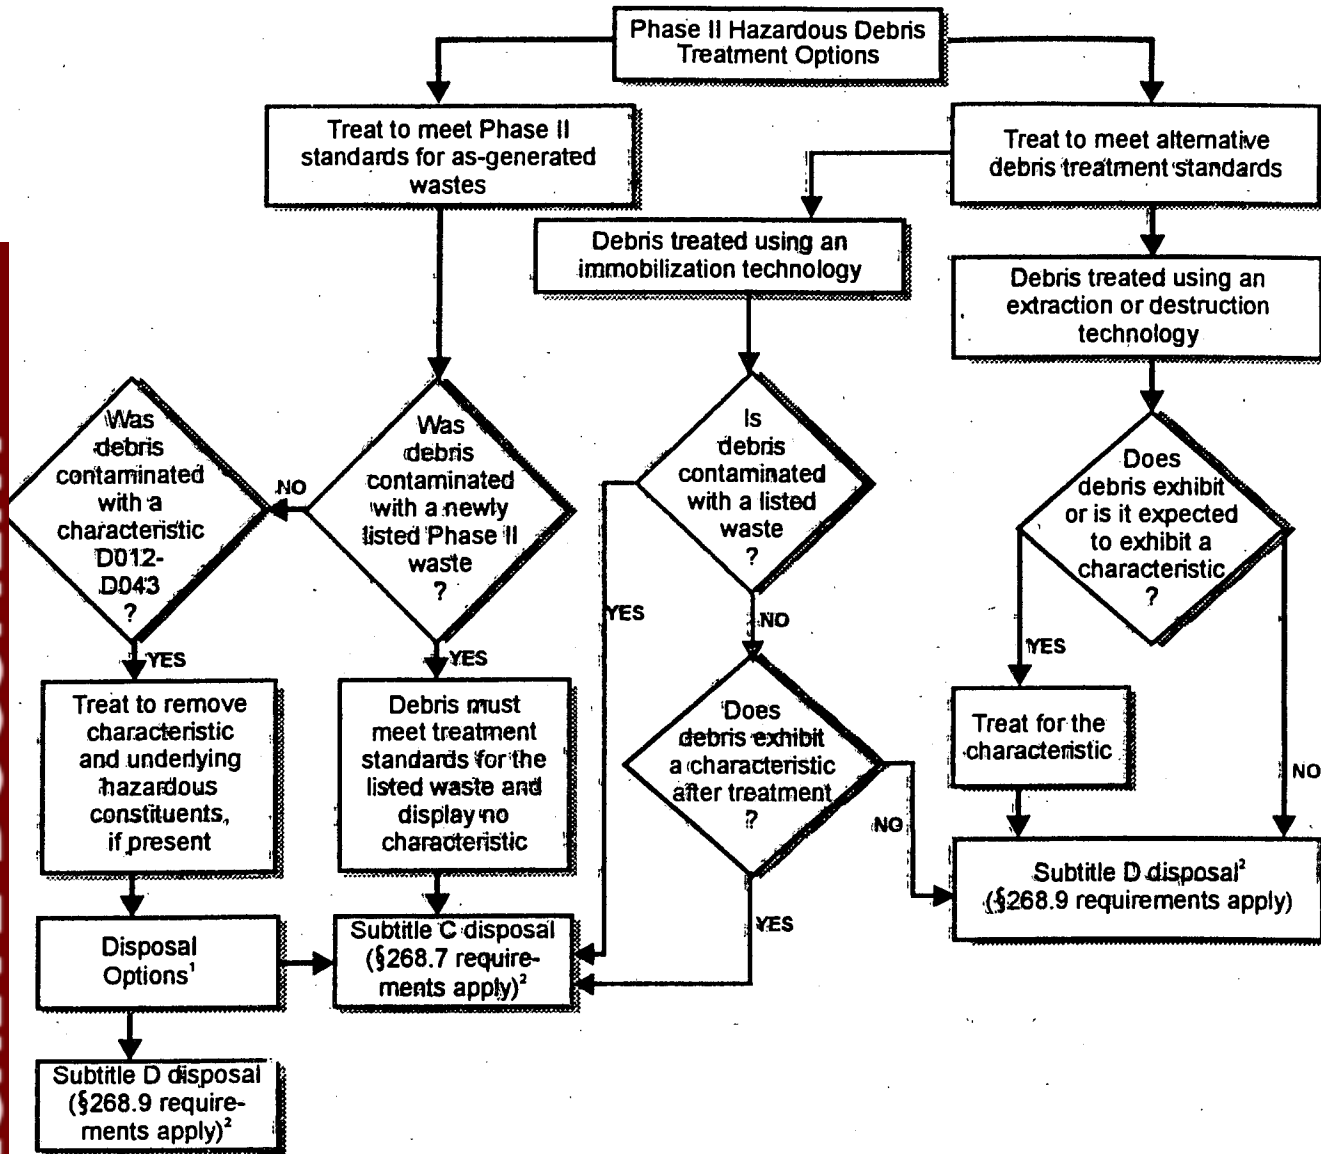 Phase II Hazardous Debris
Treatment Options
Treat to meet Phase II
standards for as-generated
wastes
Treat to meet alternative
debris treatment standards
Debris treated using an
immobilization technology
Debris treated using an
extraction or destruction
technology
Was
debris
contaminated
with a
characteristic
D012-
D043
?
NO
Was
debris
contaminated
with a newly
listed Phase II
waste
?
Is
debris
contaminated
with a listed
waste
?
Does
debris exhibit
or is it expected
to exhibit a
characteristic
?
YES
YES
YES
NO
YES
NO
Treat to remove
characteristic
and underlying
hazardous
constituents,
if present
Debris must
meet treatment
standards for the
listed waste and
display no
characteristic
Does
debris exhibit
a characteristic
after treatment
?
Treat for the
characteristic
NO
YES
Disposal
Options¹
Subtitle C disposal
(§268.7 require-
ments apply)²
Subtitle D disposal²
(§268.9 requirements apply)
Subtitle D disposal
(§268.9 require-
ments apply)²